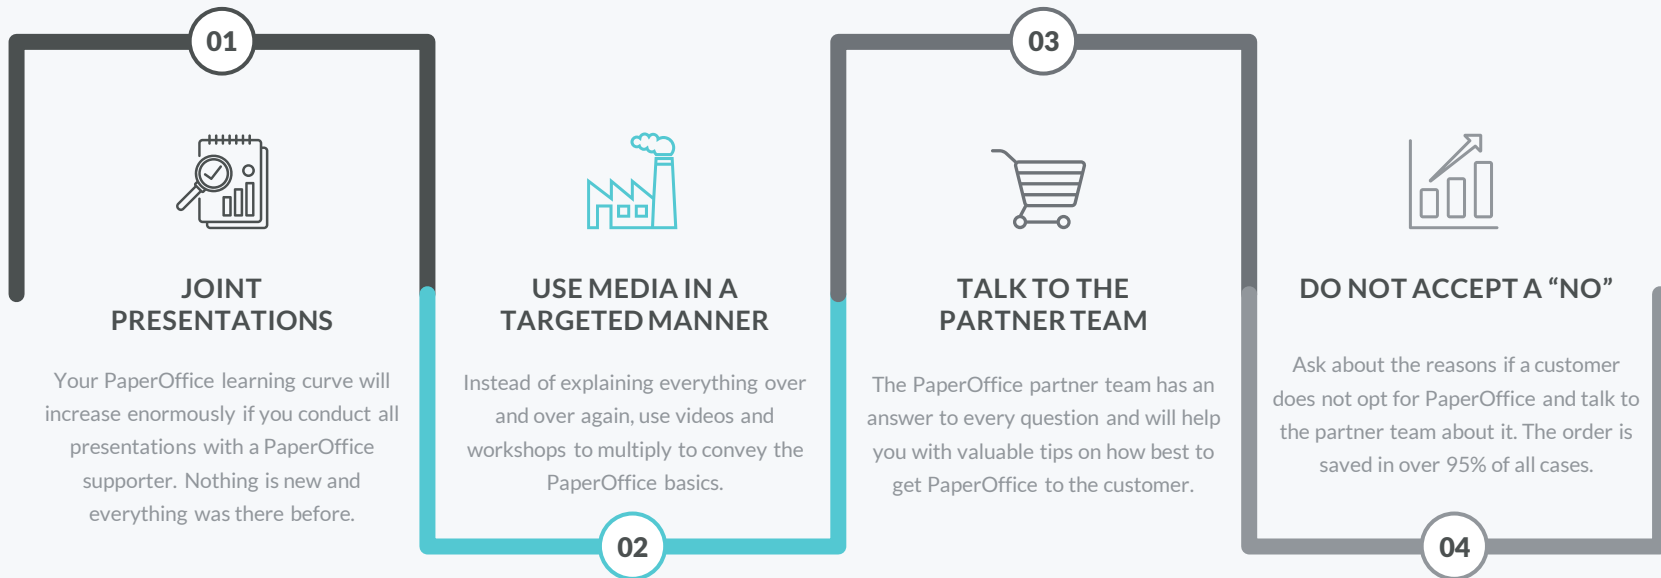 01
JOINT
PRESENTATIONS
Your PaperOffice learning curve will
increase enormously if you conduct all
presentations with a PaperOffice
supporter. Nothing is new and
everything was there before.
USE MEDIA IN A
TARGETED MANNER
Instead of explaining everything over
and over again, use videos and
workshops to multiply to convey the
PaperOffice basics.
02
03
TALK TO THE
PARTNER TEAM
The PaperOffice partner team has an
answer to every question and will help
you with valuable tips on how best to
get PaperOffice to the customer.
DO NOT ACCEPT A “NO”
Ask about the reasons if a customer
does not opt for PaperOffice and talk to
the partner team about it. The order is
saved in over 95% of all cases.
04